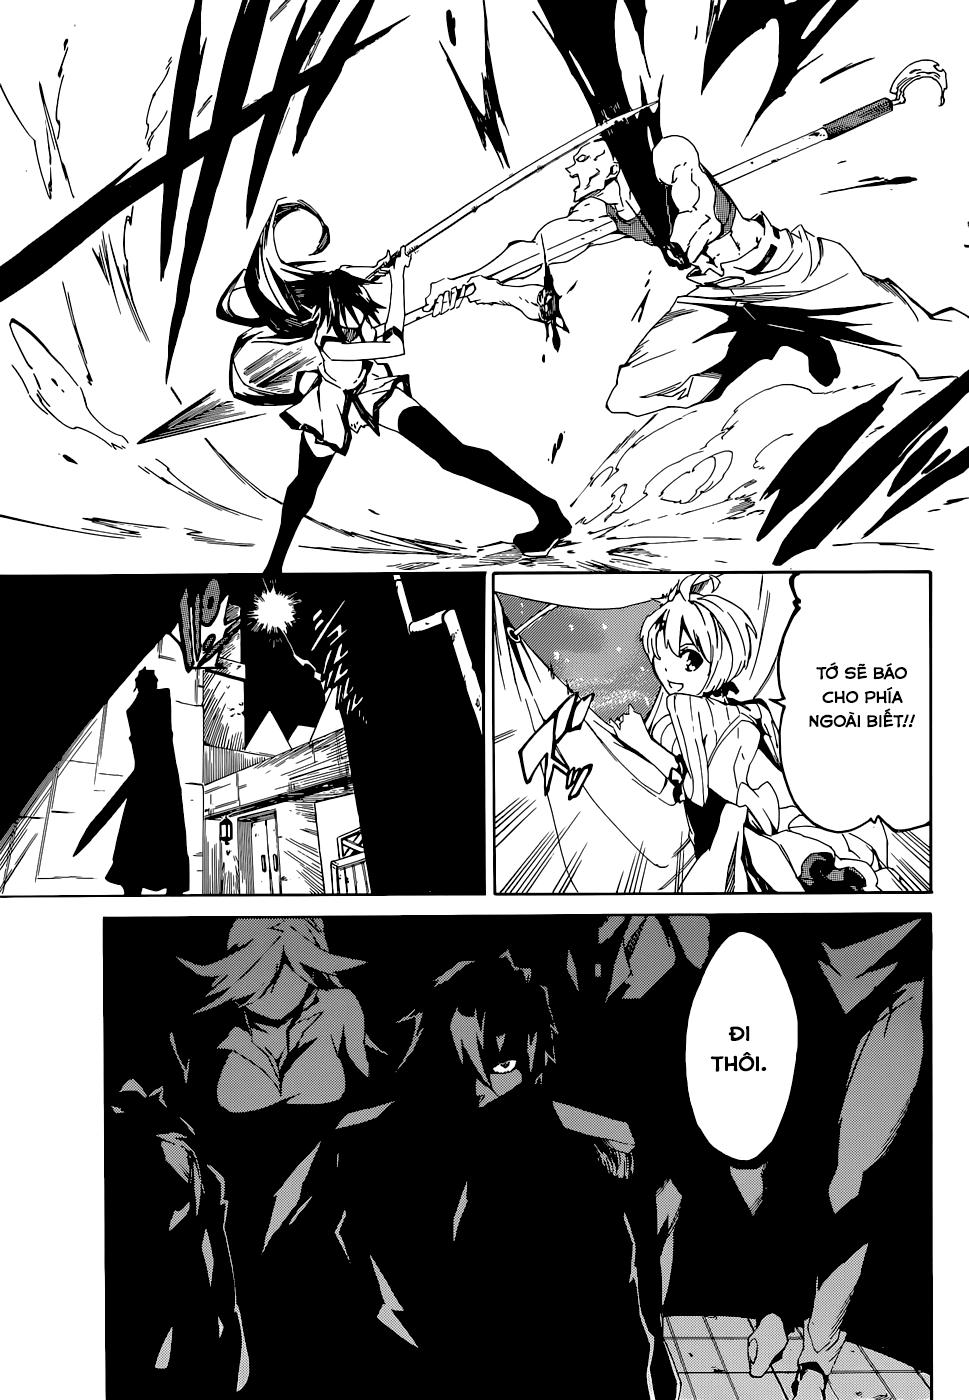 TỚ SẼ BÁO
CHO PHÍA
NGOÀI BIẾT!!
ĐI
THÔI.